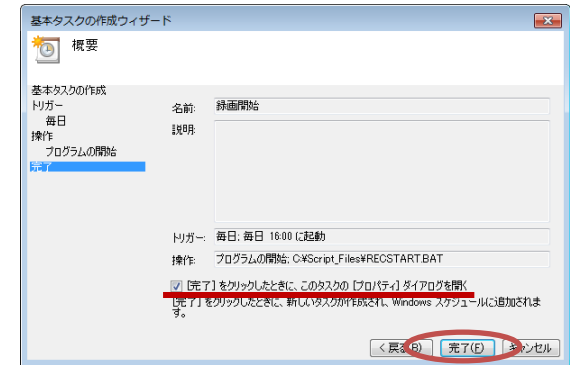 基本タスクの作成ウィザード
概要
基本タスクの作成
トリガー
毎日
操作
プログラムの開始
完了
名前: 録画開始
説明:
トリガー: 毎日; 毎日 16:00 に起動
操作: プログラムの開始; C:¥Script_Files¥RECSTART.BAT
[完了] をクリックしたときに、このタスクの [プロパティ] ダイアログを開く
[完了] をクリックしたときに、新しいタスクが作成され、Windows スケジュールに追加されま
す。
< 戻る(B) 完了(F) キャンセル